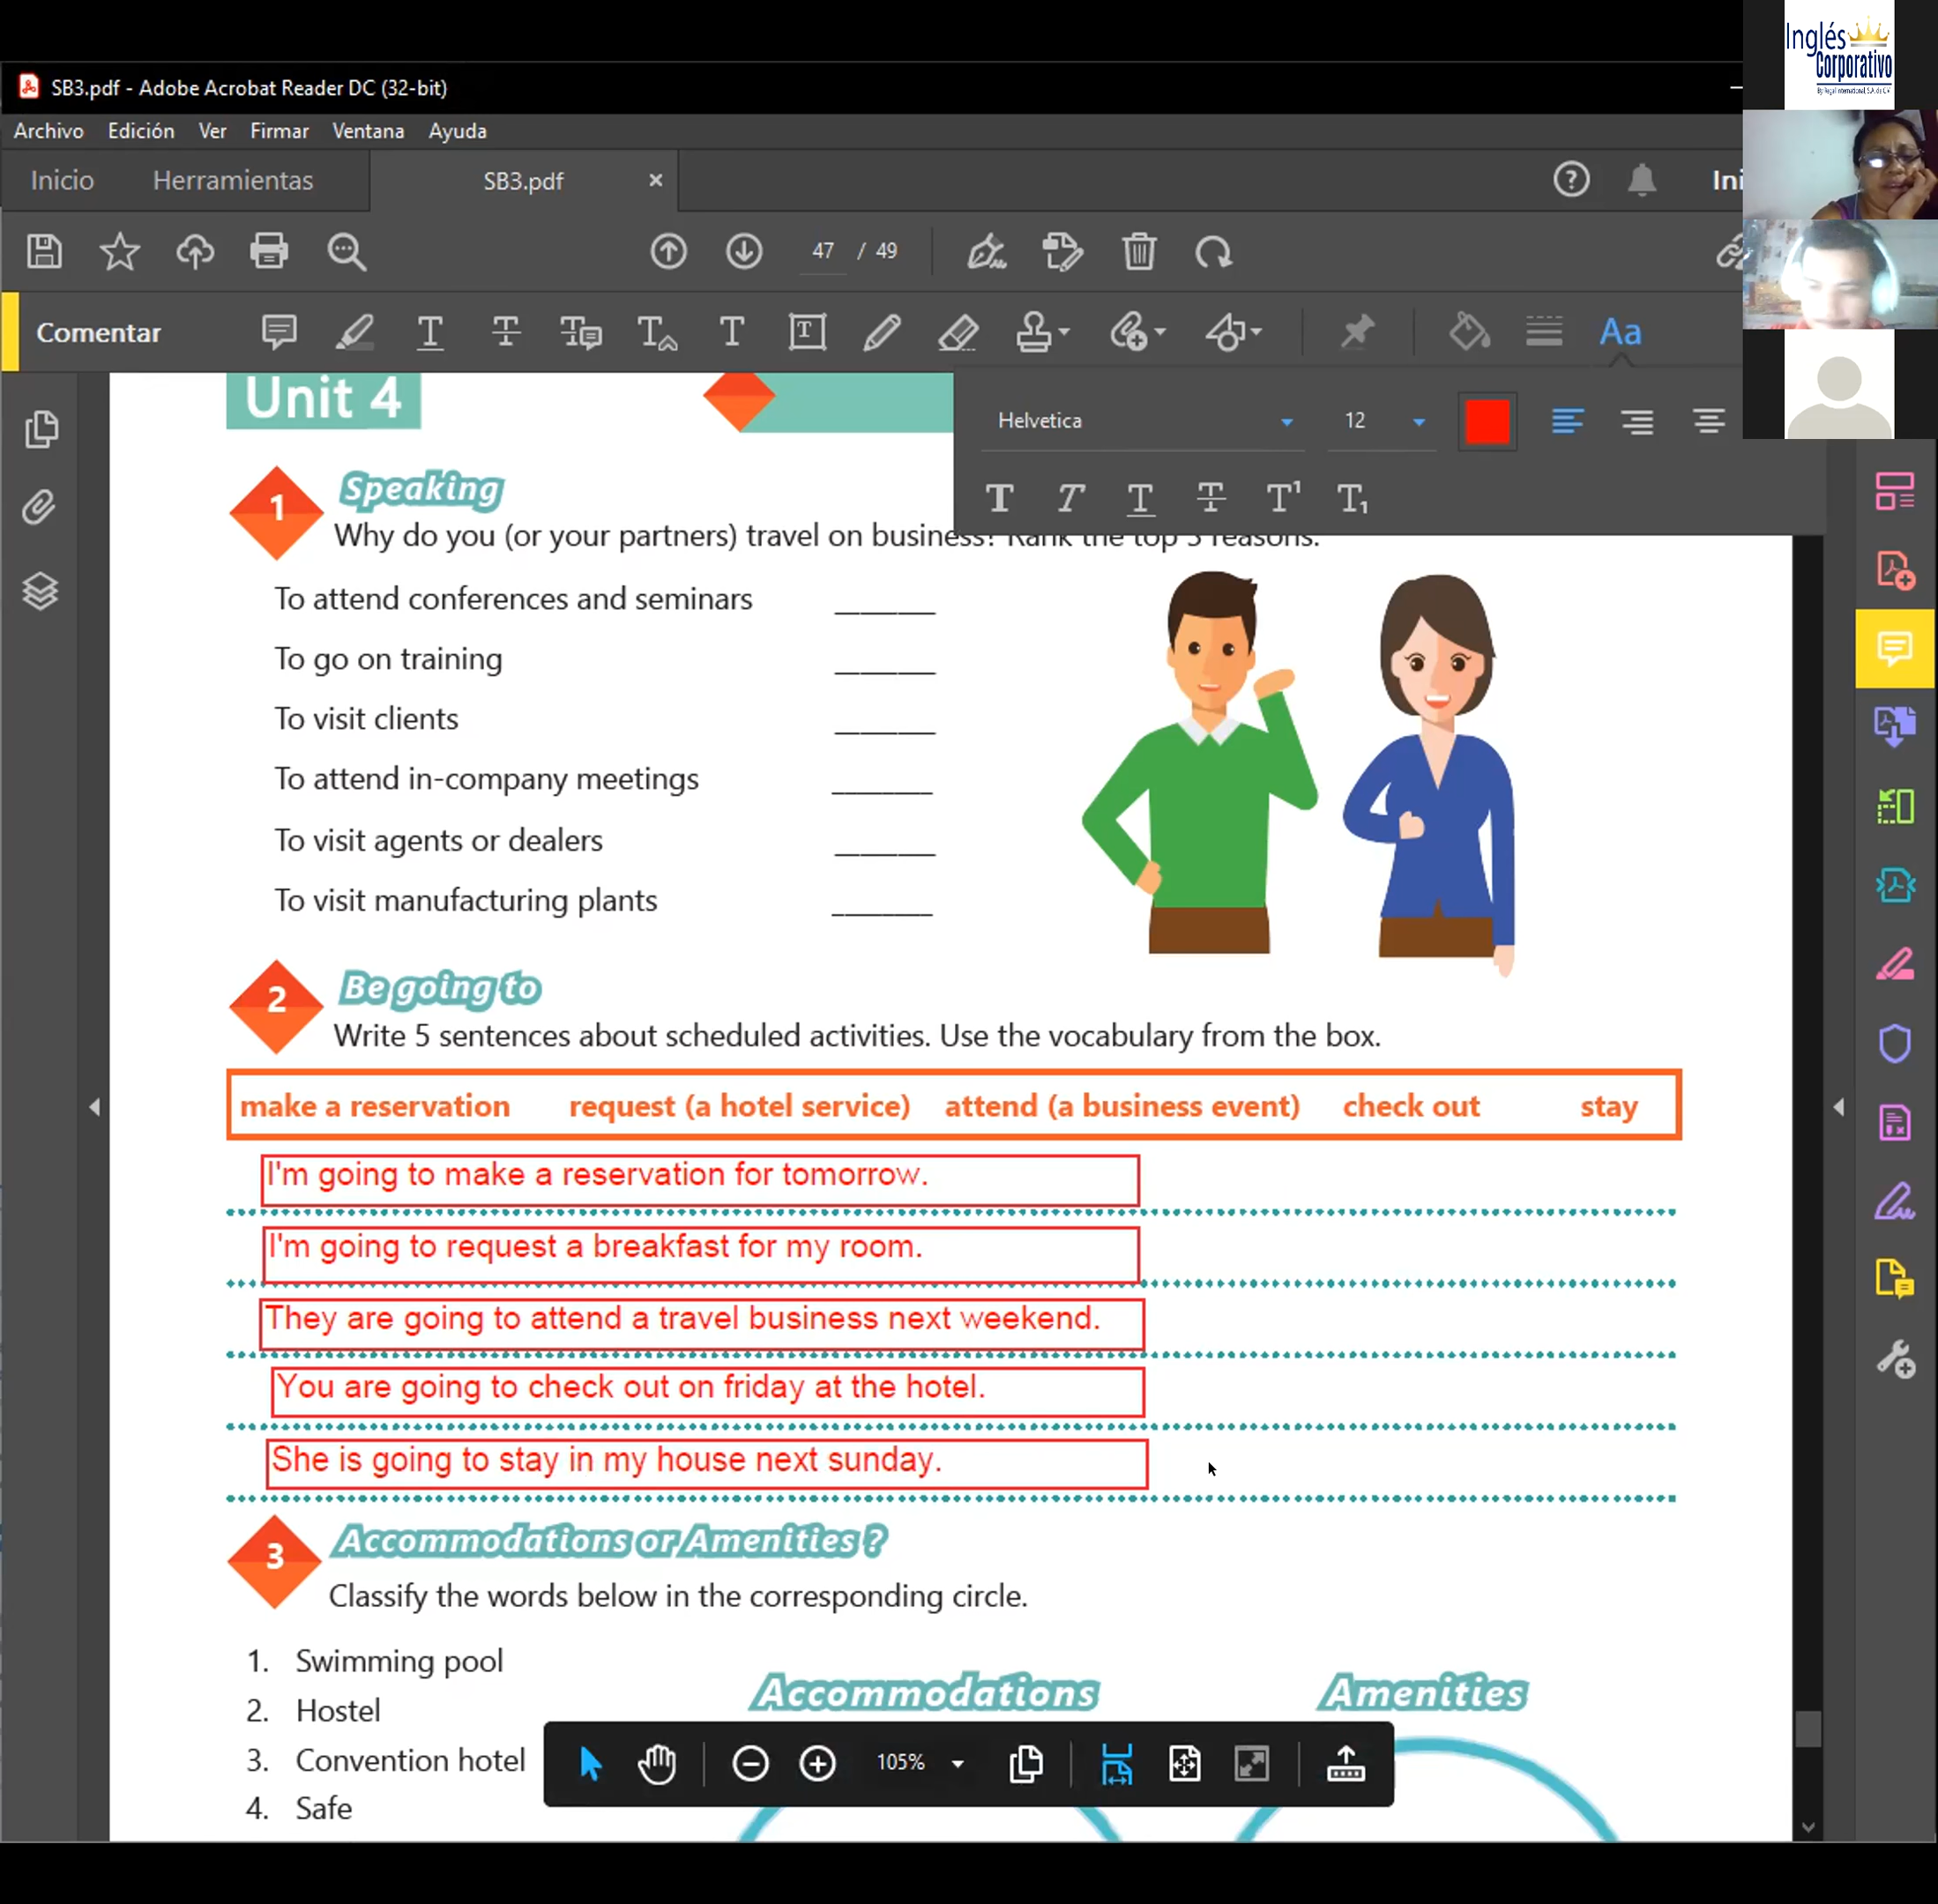 Inglés
Corporativo
SB3.pdf - Adobe Acrobat Reader DC (32-bit)
Archivo Edición Ver Firmar Ventana Ayuda
Inicio Herramientas SB3.pdf Ini
47 / 49
Comentar
Aa
Helvetica 12
Unit 4
1 Speaking
Why do you (or your partners) travel on business? Rank the top 3 reasons.
To attend conferences and seminars
To go on training
To visit clients
To attend in-company meetings
To visit agents or dealers
To visit manufacturing plants
2 Be going to
Write 5 sentences about scheduled activities. Use the vocabulary from the box.
make a reservation request (a hotel service) attend (a business event) check out stay
I'm going to make a reservation for tomorrow.
I'm going to request a breakfast for my room.
They are going to attend a travel business next weekend.
You are going to check out on friday at the hotel.
She is going to stay in my house next sunday.
3 Accommodations or Amenities ?
Classify the words below in the corresponding circle.
1. Swimming pool
2. Hostel
3. Convention hotel
4. Safe
Accommodations Amenities
105%